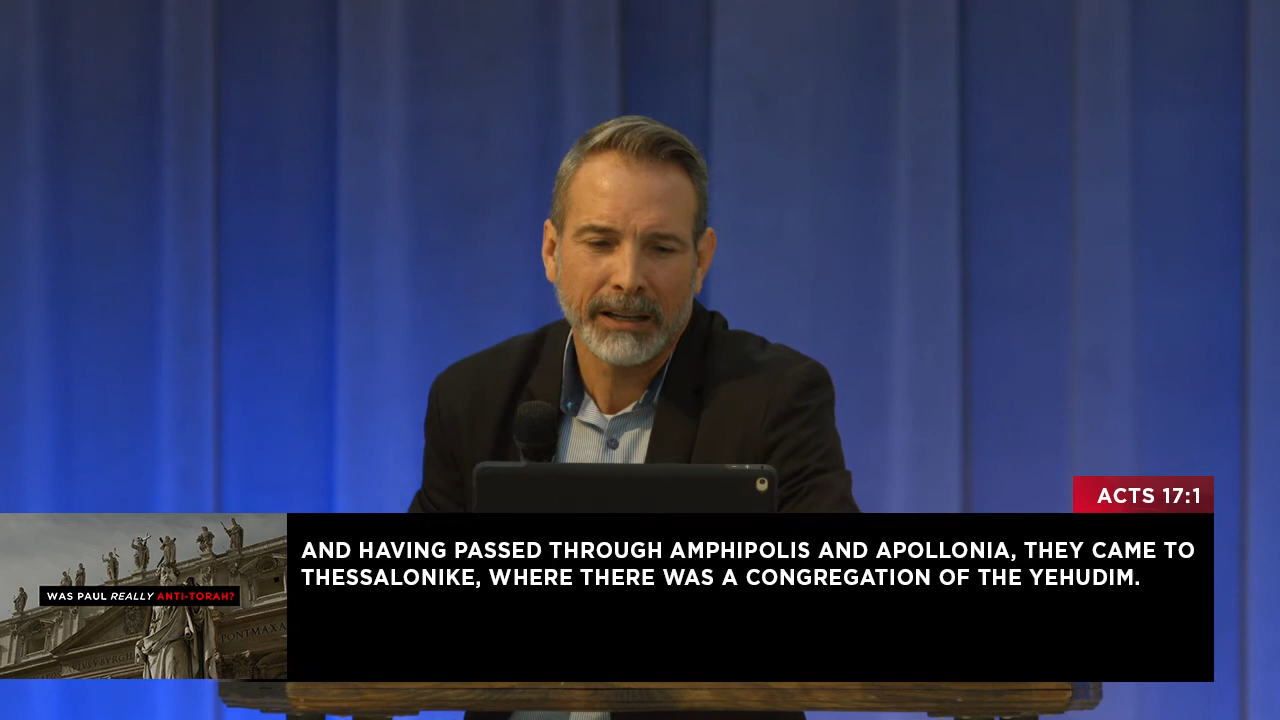 ACTS 17:1
AND HAVING PASSED THROUGH AMPHIPOLIS AND APOLLONIA, THEY CAME TO
THESSALONIKE, WHERE THERE WAS A CONGREGATION OF THE YEHUDIM.
WAS PAUL REALLY ANTI-TORAH?
PONTMAXA